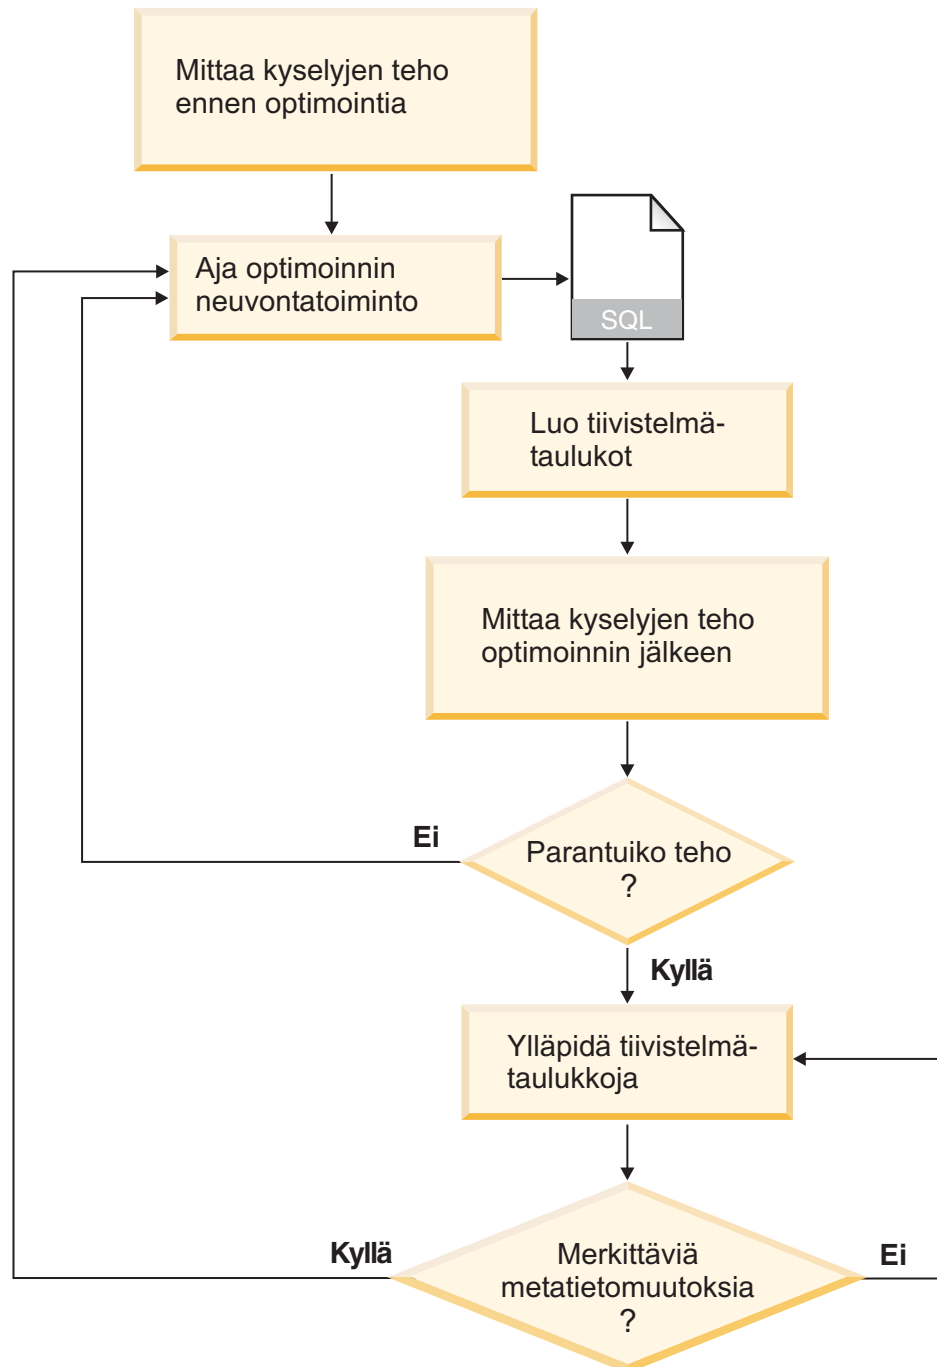 Mittaa kyselyjen teho
ennen optimointia
Aja optimoinnin
neuvontatoiminto
SQL
Luo tiivistelmä-
taulukot
Mittaa kyselyjen teho
optimoinnin jälkeen
Ei
Parantuiko teho
?
Kyllä
Ylläpidä tiivistelmä-
taulukkoja
Kyllä
Merkittäviä
metatietomuutoksia
?
Ei